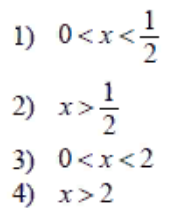 1) 0<x<1/2
2) x>1/2
3) 0<x<2
4) x>2